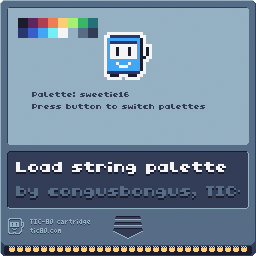 Palette: sweetie16
Press button to switch palettes
Load string palette
by congusbongus, TIC-
TIC-80 cartridge
tic80.com